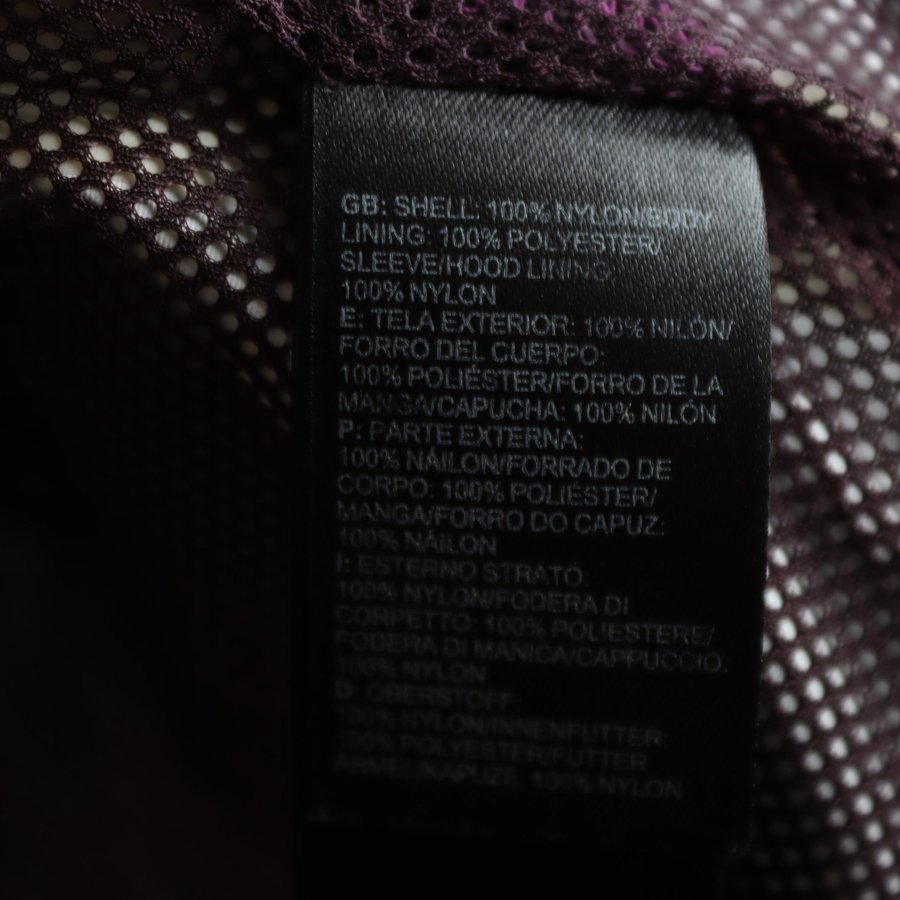 GB: SHELL: 100% NYLON/BODY
LINING: 100% POLYESTER/
SLEEVE/HOOD LINING:
100% NYLON
E: TELA EXTERIOR: 100% NILÓN/
FORRO DEL CUERPO:
100% POLIÉSTER/FORRO DE LA
MANGA/CAPUCHA: 100% NILÓN
P: PARTE EXTERNA:
100% NÁILON/FORRADO DE
CORPO: 100% POLIÉSTER/
MANGA/FORRO DO CAPUZ:
100% NÁILON
I: ESTERNO STRATO:
100% NYLON/FODERA DI
CORPETTO: 100% POLIESTERE/
FODERA DI MANICA/CAPPUCCIO:
100% NYLON
D: OBERSTOFF:
100% NYLON/INNENFUTTER:
100% POLYESTER/FUTTER
ARMEL/KAPUZE: 100% NYLON